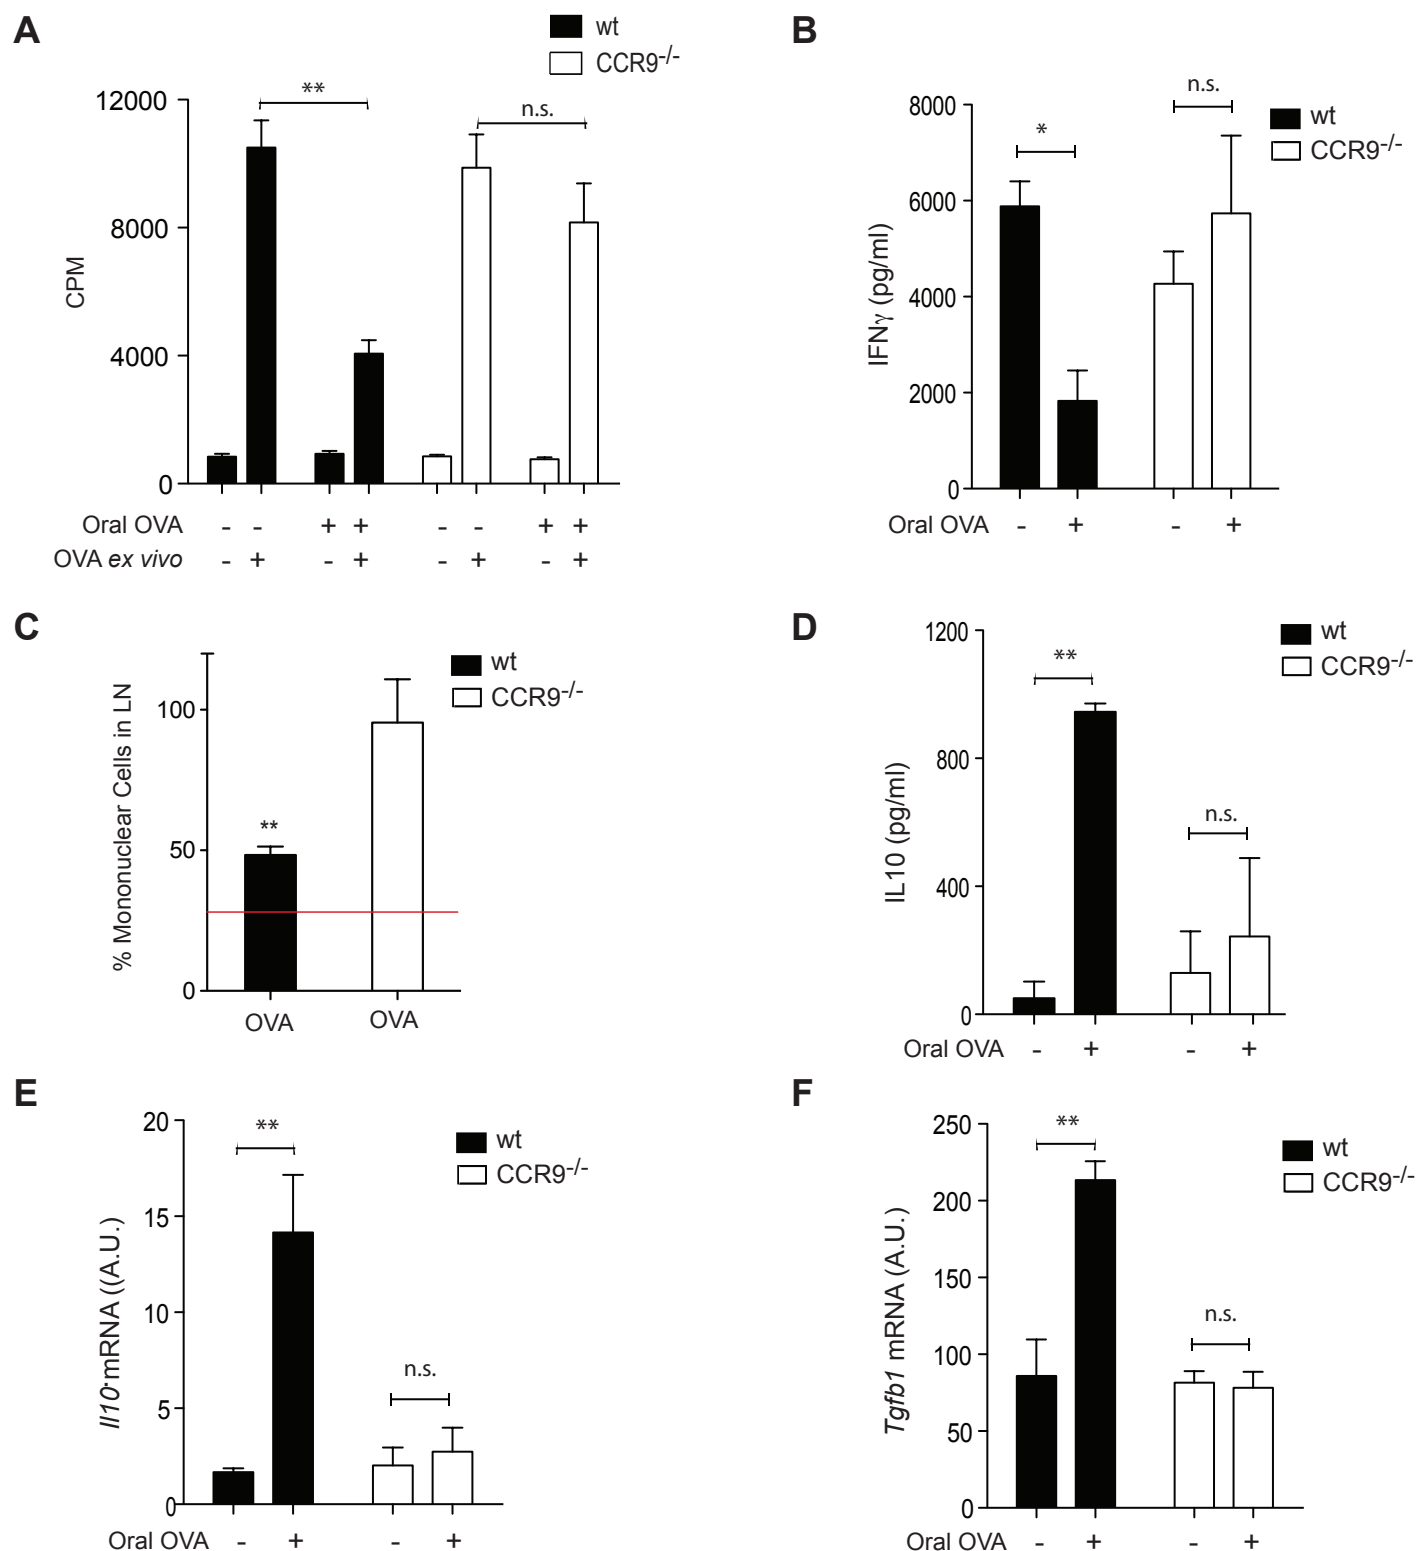 A
wt
CCR9-/-
**
n.s.
12000
8000
4000
0
CPM
Oral OVA - - + + - - + +
OVA ex vivo - + - + - + - +
B
wt
CCR9-/-
*
n.s.
8000
6000
4000
2000
0
IFNγ (pg/ml)
Oral OVA - + - +
C
wt
CCR9-/-
100
50
0
**
% Mononuclear Cells in LN
OVA OVA
D
wt
CCR9-/-
**
n.s.
1200
800
400
0
IL10 (pg/ml)
Oral OVA - + - +
E
wt
CCR9-/-
**
n.s.
20
15
10
5
0
Il10 mRNA ((A.U.)
Oral OVA - + - +
F
wt
CCR9-/-
**
n.s.
250
200
150
100
50
0
Tgfb1 mRNA (A.U.)
Oral OVA - + - +